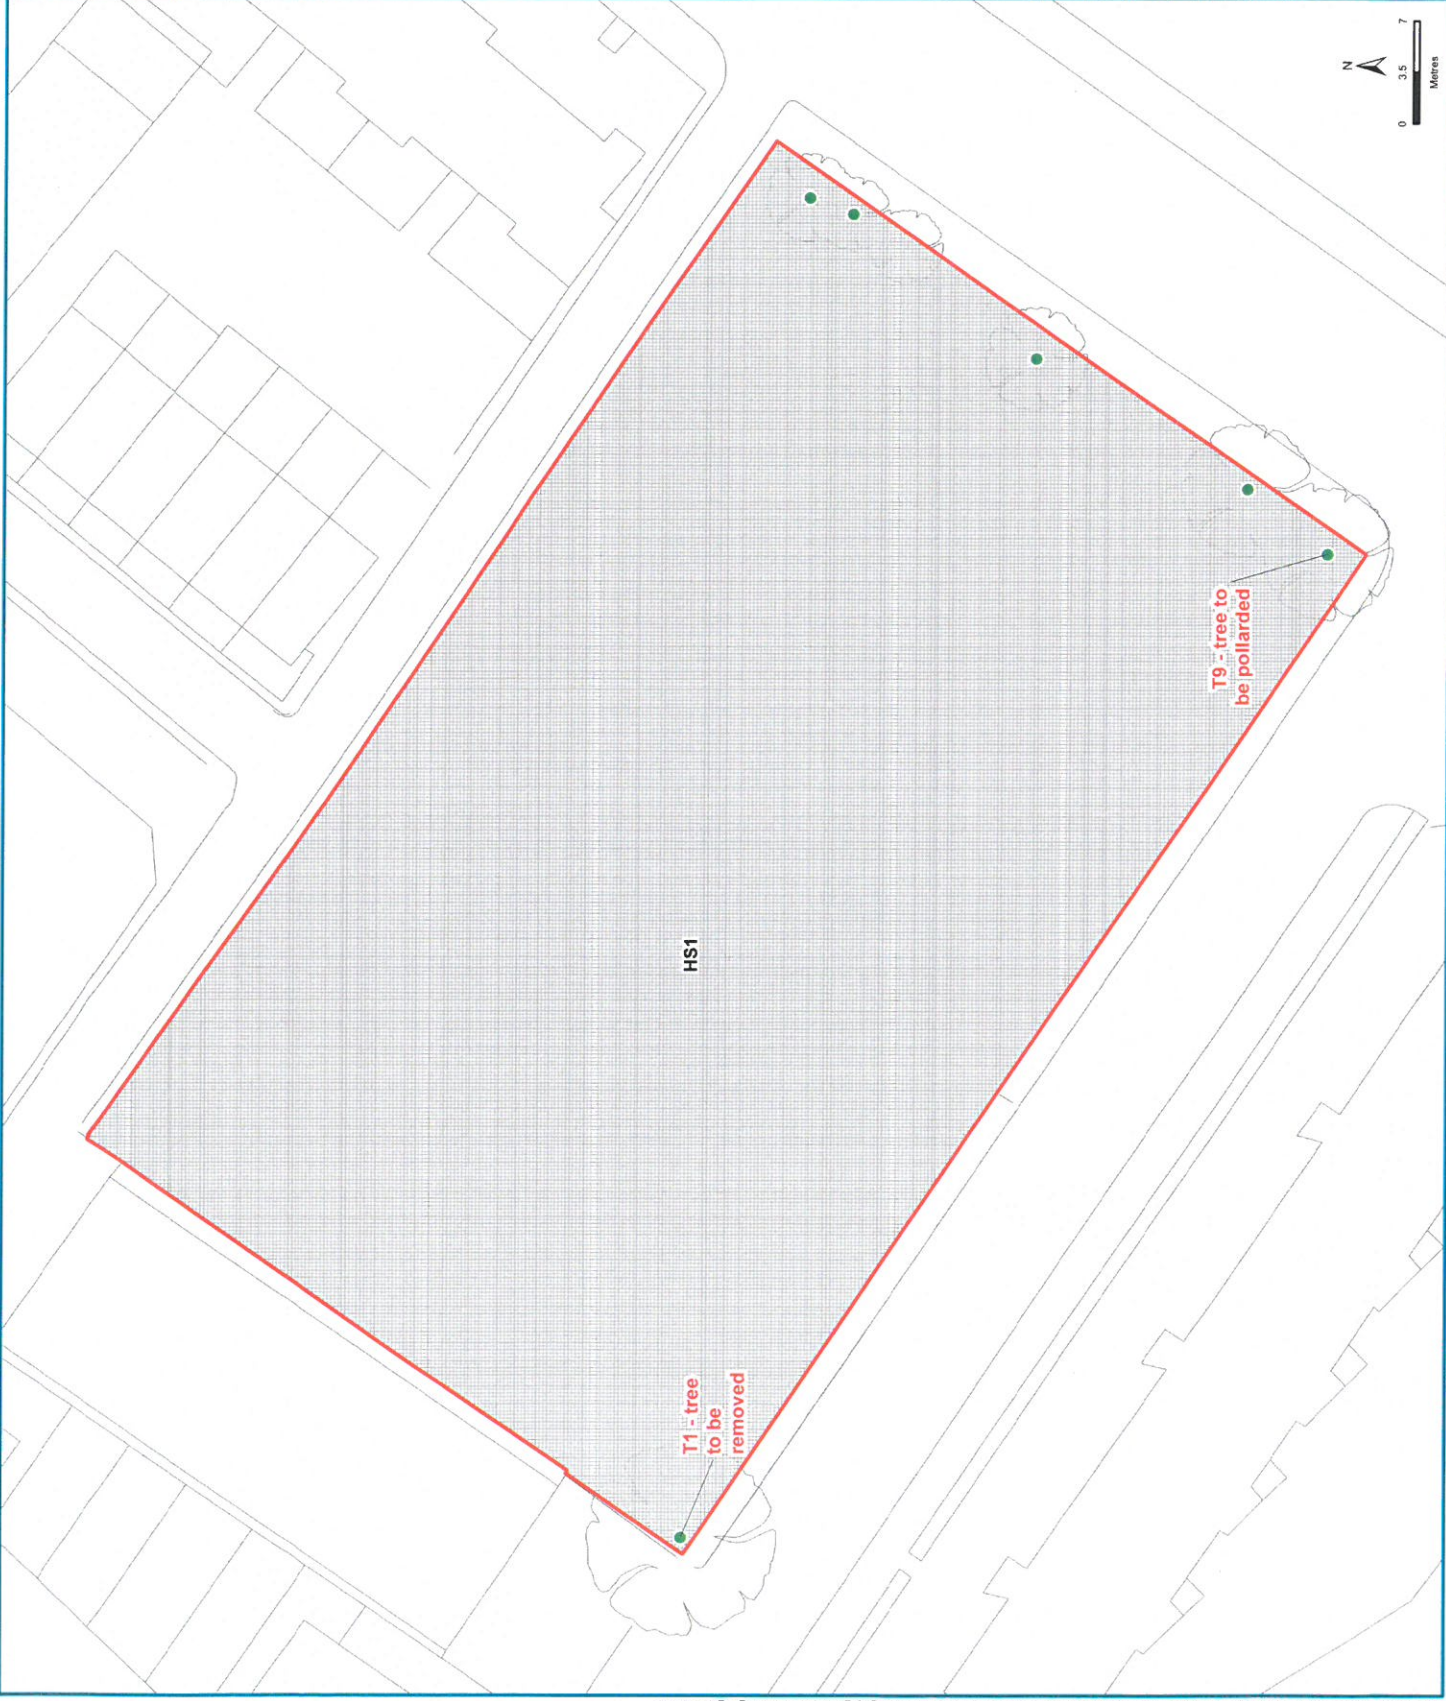 N
0 3.5 7
Metres
HS1
T9 - tree to
be pollarded
T1 - tree
to be
removed